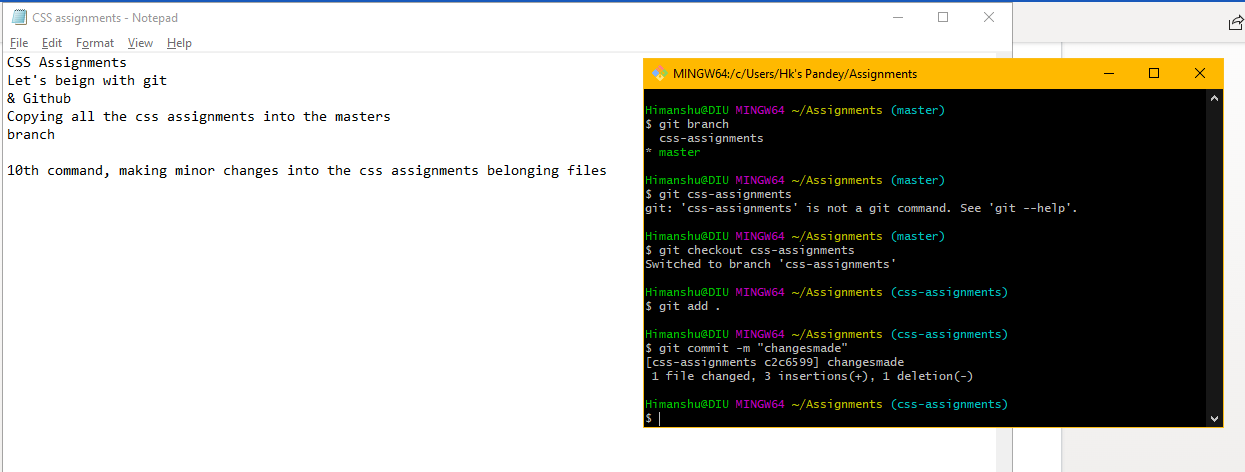 CSS assignments - Notepad
File Edit Format View Help
CSS Assignments
Let's beign with git
& Github
Copying all the css assignments into the masters
branch
10th command, making minor changes into the css assignments belonging files
MINGW64:/c/Users/Hk's Pandey/Assignments
Himanshu@DIU MINGW64 ~/Assignments (master)
$ git branch
css-assignments
* master
Himanshu@DIU MINGW64 ~/Assignments (master)
$ git css-assignments
git: 'css-assignments' is not a git command. See 'git --help'.
Himanshu@DIU MINGW64 ~/Assignments (master)
$ git checkout css-assignments
Switched to branch 'css-assignments'
Himanshu@DIU MINGW64 ~/Assignments (css-assignments)
$ git add .
Himanshu@DIU MINGW64 ~/Assignments (css-assignments)
$ git commit -m "changesmade"
[css-assignments c2c6599] changesmade
1 file changed, 3 insertions(+), 1 deletion(-)
Himanshu@DIU MINGW64 ~/Assignments (css-assignments)
$